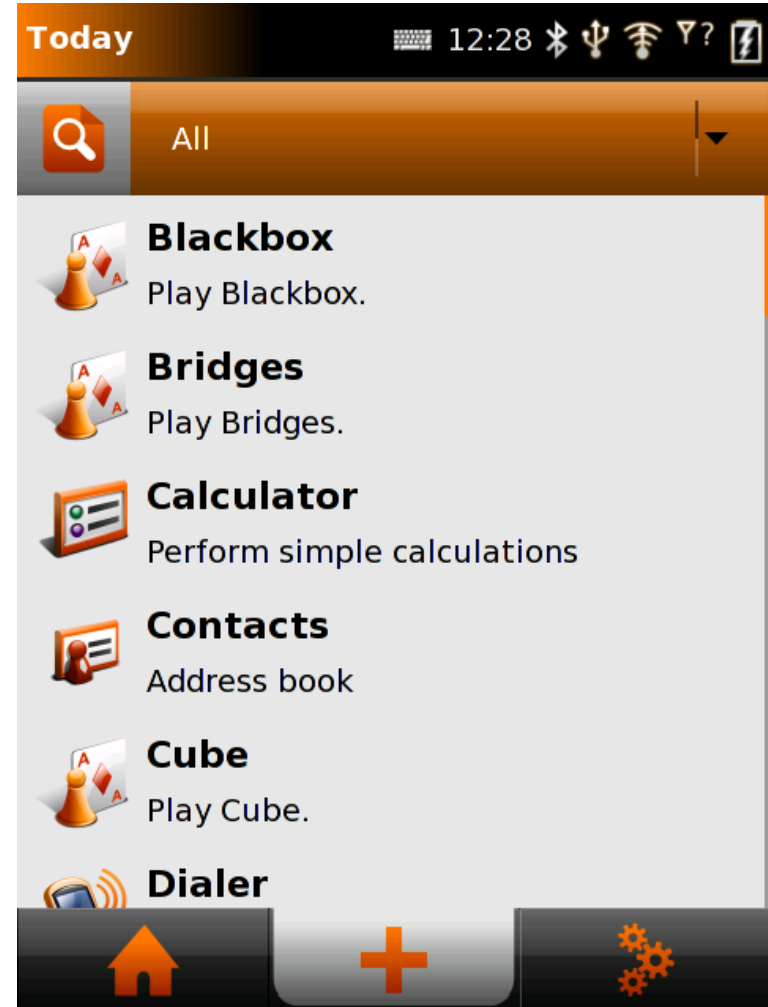 Today 12:28 ?
All
Blackbox
Play Blackbox.
Bridges
Play Bridges.
Calculator
Perform simple calculations
Contacts
Address book
Cube
Play Cube.
Dialer